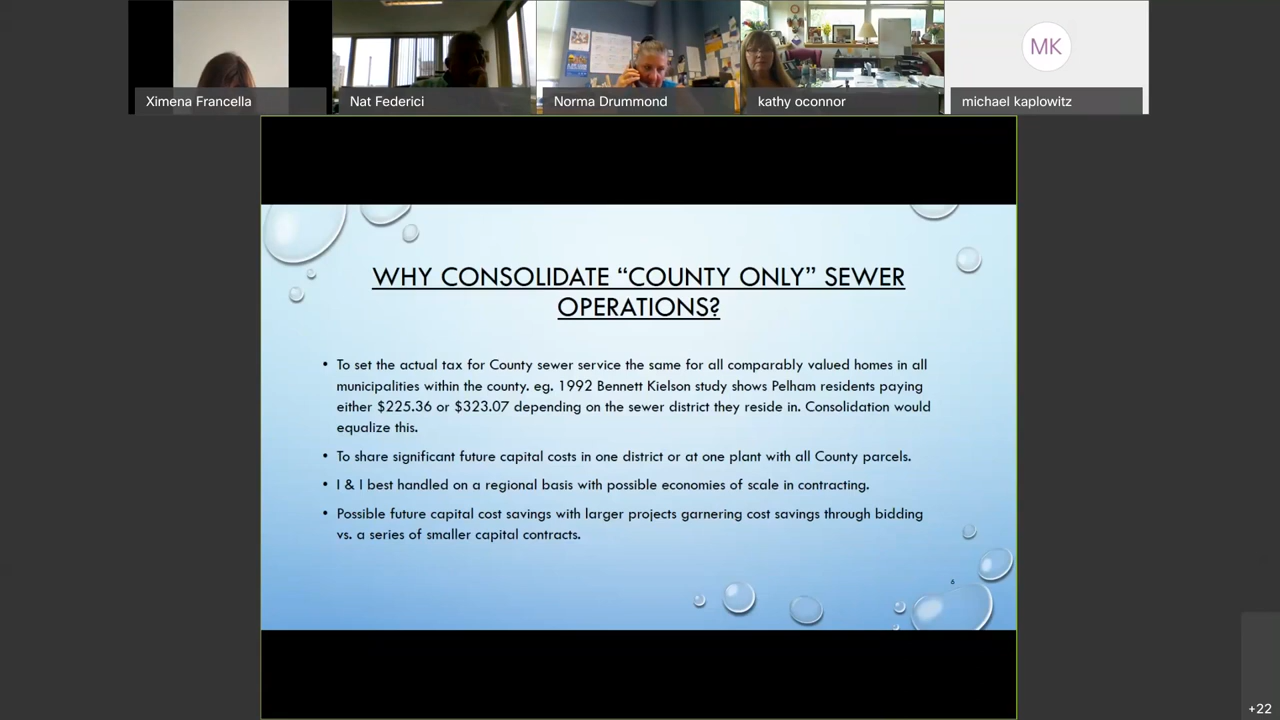 MK
Ximena Francella
Nat Federici
Norma Drummond
kathy oconnor
michael kaplowitz
WHY CONSOLIDATE “COUNTY ONLY” SEWER
OPERATIONS?
• To set the actual tax for County sewer service the same for all comparably valued homes in all
municipalities within the county. eg. 1992 Bennett Kielson study shows Pelham residents paying
either $225.36 or $323.07 depending on the sewer district they reside in. Consolidation would
equalize this.
• To share significant future capital costs in one district or at one plant with all County parcels.
• I & I best handled on a regional basis with possible economies of scale in contracting.
• Possible future capital cost savings with larger projects garnering cost savings through bidding
vs. a series of smaller capital contracts.
6
+22